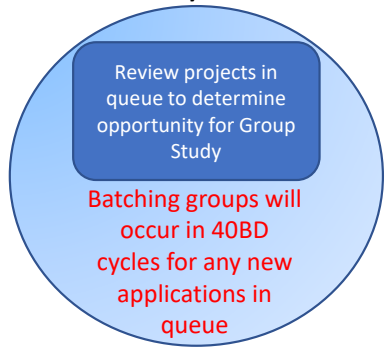 Review projects in
queue to determine
opportunity for Group
Study
Batching groups will
occur in 40BD
cycles for any new
applications in
queue